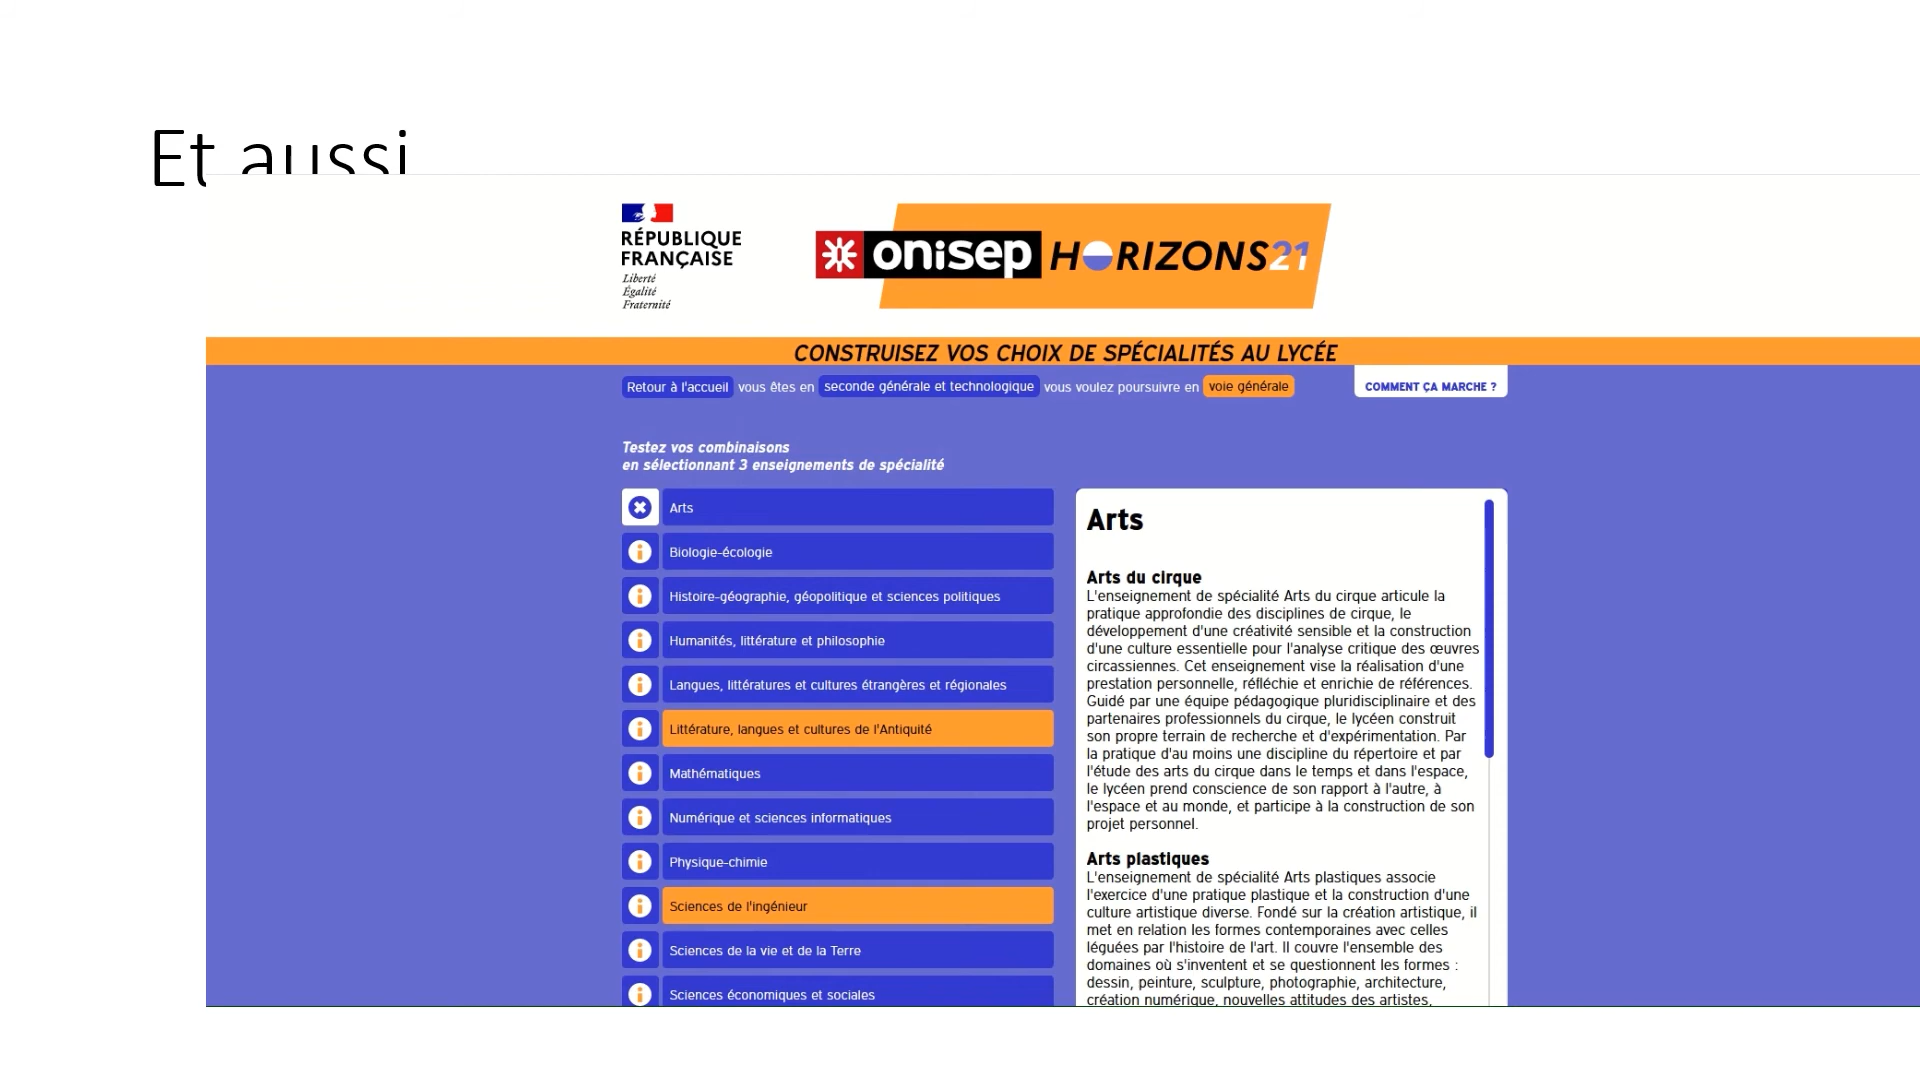 Et aussi
RÉPUBLIQUE
FRANÇAISE
Liberté
Égalité
Fraternité
onisep HORIZONS21
CONSTRUISEZ VOS CHOIX DE SPÉCIALITÉS AU LYCÉE
Retour à l'accueil vous êtes en seconde générale et technologique vous voulez poursuivre en voie générale
COMMENT ÇA MARCHE ?
Testez vos combinaisons
en sélectionnant 3 enseignements de spécialité
Arts
Biologie-écologie
Histoire-géographie, géopolitique et sciences politiques
Humanités, littérature et philosophie
Langues, littératures et cultures étrangères et régionales
Littérature, langues et cultures de l'Antiquité
Mathématiques
Numérique et sciences informatiques
Physique-chimie
Sciences de l'ingénieur
Sciences de la vie et de la Terre
Sciences économiques et sociales
Arts
Arts du cirque
L'enseignement de spécialité Arts du cirque articule la
pratique approfondie des disciplines de cirque, le
développement d'une créativité sensible et la construction
d'une culture essentielle pour l'analyse critique des œuvres
circassiennes. Cet enseignement vise la réalisation d'une
prestation personnelle, réfléchie et enrichie de références.
Guidé par une équipe pédagogique pluridisciplinaire et des
partenaires professionnels du cirque, le lycéen construit
son propre terrain de recherche et d'expérimentation. Par
la pratique d'au moins une discipline du répertoire et par
l'étude des arts du cirque dans le temps et dans l'espace,
le lycéen prend conscience de son rapport à l'autre, à
l'espace et au monde, et participe à la construction de son
projet personnel.
Arts plastiques
L'enseignement de spécialité Arts plastiques associe
l'exercice d'une pratique plastique et la construction d'une
culture artistique diverse. Fondé sur la création artistique, il
met en relation les formes contemporaines avec celles
léguées par l'histoire de l'art. Il couvre l'ensemble des
domaines où s'inventent et se questionnent les formes :
dessin, peinture, sculpture, photographie, architecture,
création numérique, nouvelles attitudes des artistes,